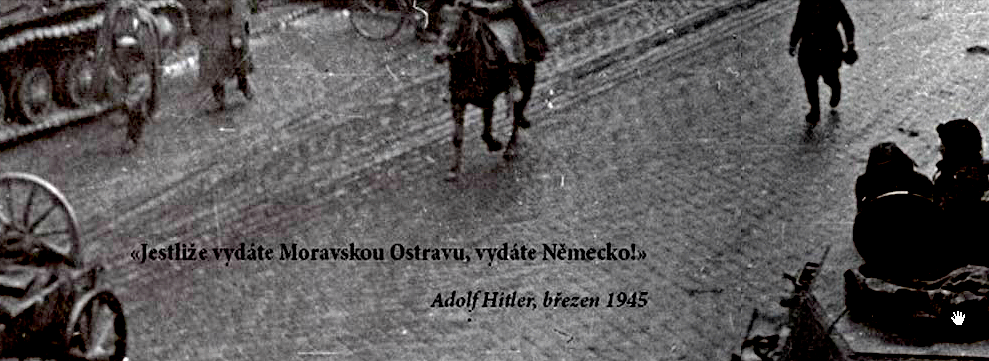 «Jestliže vydáte Moravskou Ostravu, vydáte Německo!»
Adolf Hitler, březen 1945